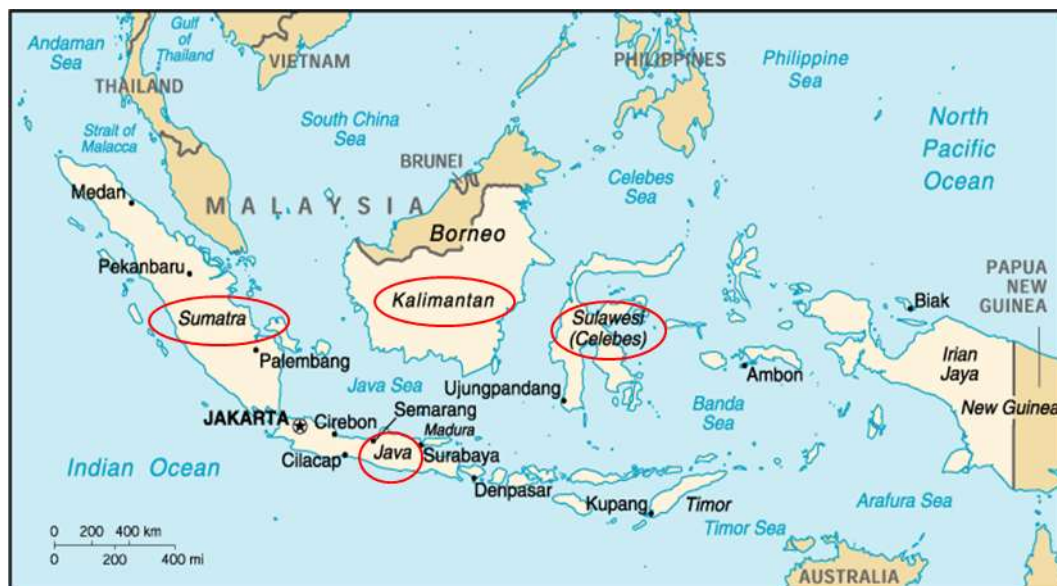 Andaman
Sea
Gulf
of
Thailand
VIETNAM
PHILIPPINES
Philippine
Sea
THAILAND
South China
Sea
North
Pacific
Ocean
Strait of
Malacca
BRUNEI
Celebes
Sea
Medan
MALAYSIA
Borneo
Pekanbaru
PAPUA
NEW
GUINEA
Kalimantan
Biak
Sumatra
Sulawesi
(Celebes)
Palembang
Irian
Jaya
Java Sea
Ujungpandang
Ambon
New Guinea
Banda
Sea
JAKARTA
Cirebon
Semarang
Madura
Java
Surabaya
Cilacap
Indian Ocean
Denpasar
Kupang
Timor
Arafura Sea
Timor Sea
0 200 400 km
0 200 400 mi
AUSTRALIA